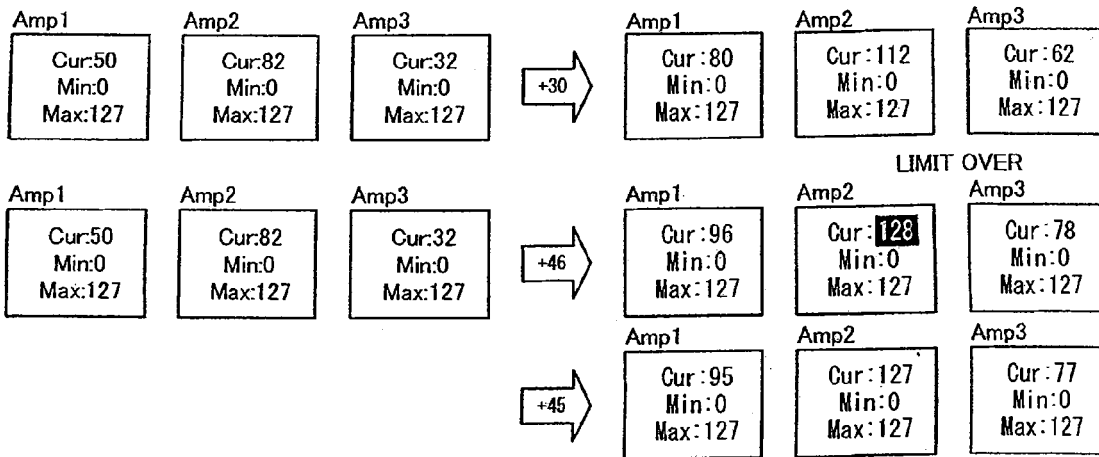 Amp1 Amp2 Amp3 Amp1 Amp2 Amp3
Cur:50 Cur:82 Cur:32 Cur:80 Cur:112 Cur:62
Min:0 Min:0 Min:0 +30 Min:0 Min:0 Min:0
Max:127 Max:127 Max:127 Max:127 Max:127 Max:127
LIMIT OVER
Amp1 Amp2 Amp3 Amp1 Amp2 Amp3
Cur:50 Cur:82 Cur:32 Cur:96 Cur:128 Cur:78
Min:0 Min:0 Min:0 +46 Min:0 Min:0 Min:0
Max:127 Max:127 Max:127 Max:127 Max:127 Max:127
Amp1 Amp2 Amp3
Cur:95 Cur:127 Cur:77
+45 Min:0 Min:0 Min:0
Max:127 Max:127 Max:127